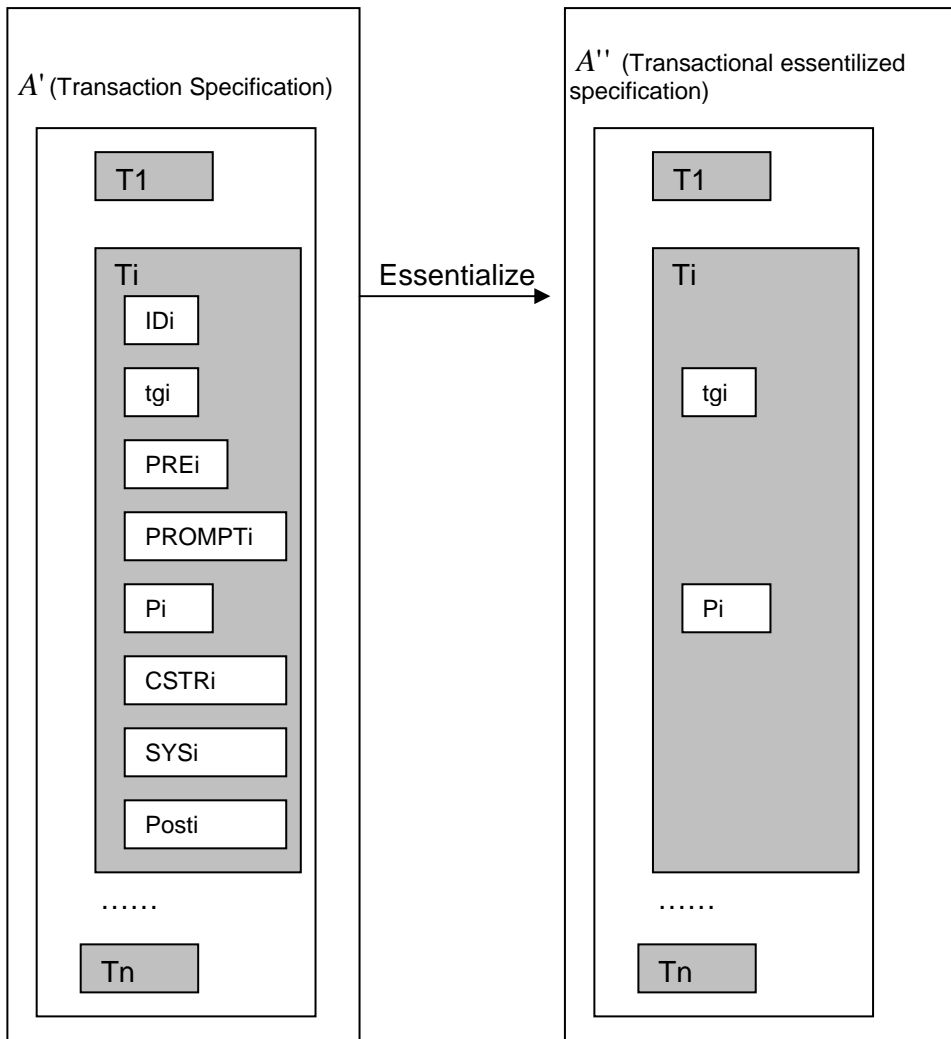 A' (Transaction Specification)
T1
Ti
IDi
tgi
PREi
PROMPTi
Pi
CSTRi
SYSi
Posti
......
Tn
Essentialize
A'' (Transactional essentilized
specification)
T1
Ti
tgi
Pi
......
Tn